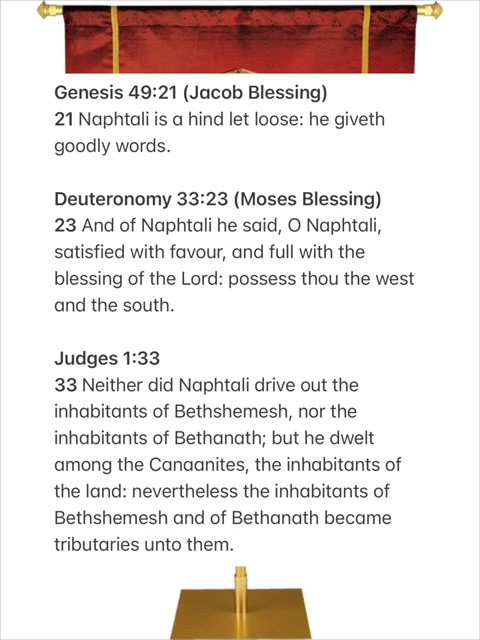 Genesis 49:21 (Jacob Blessing)
21 Naphtali is a hind let loose: he giveth
goodly words.
Deuteronomy 33:23 (Moses Blessing)
23 And of Naphtali he said, O Naphtali,
satisfied with favour, and full with the
blessing of the Lord: possess thou the west
and the south.
Judges 1:33
33 Neither did Naphtali drive out the
inhabitants of Bethshemesh, nor the
inhabitants of Bethanath; but he dwelt
among the Canaanites, the inhabitants of
the land: nevertheless the inhabitants of
Bethshemesh and of Bethanath became
tributaries unto them.